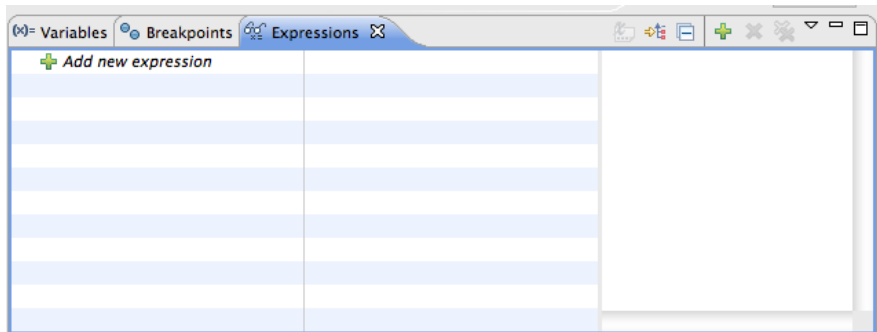 (x)= Variables Breakpoints Expressions
Add new expression